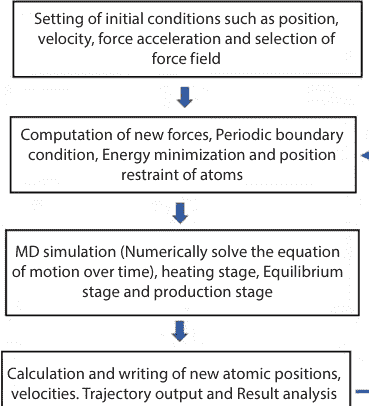 Setting of initial conditions such as position,
velocity, force acceleration and selection of
force field
Computation of new forces, Periodic boundary
condition, Energy minimization and position
restraint of atoms
MD simulation (Numerically solve the equation
of motion over time), heating stage, Equilibrium
stage and production stage
Calculation and writing of new atomic positions,
velocities. Trajectory output and Result analysis